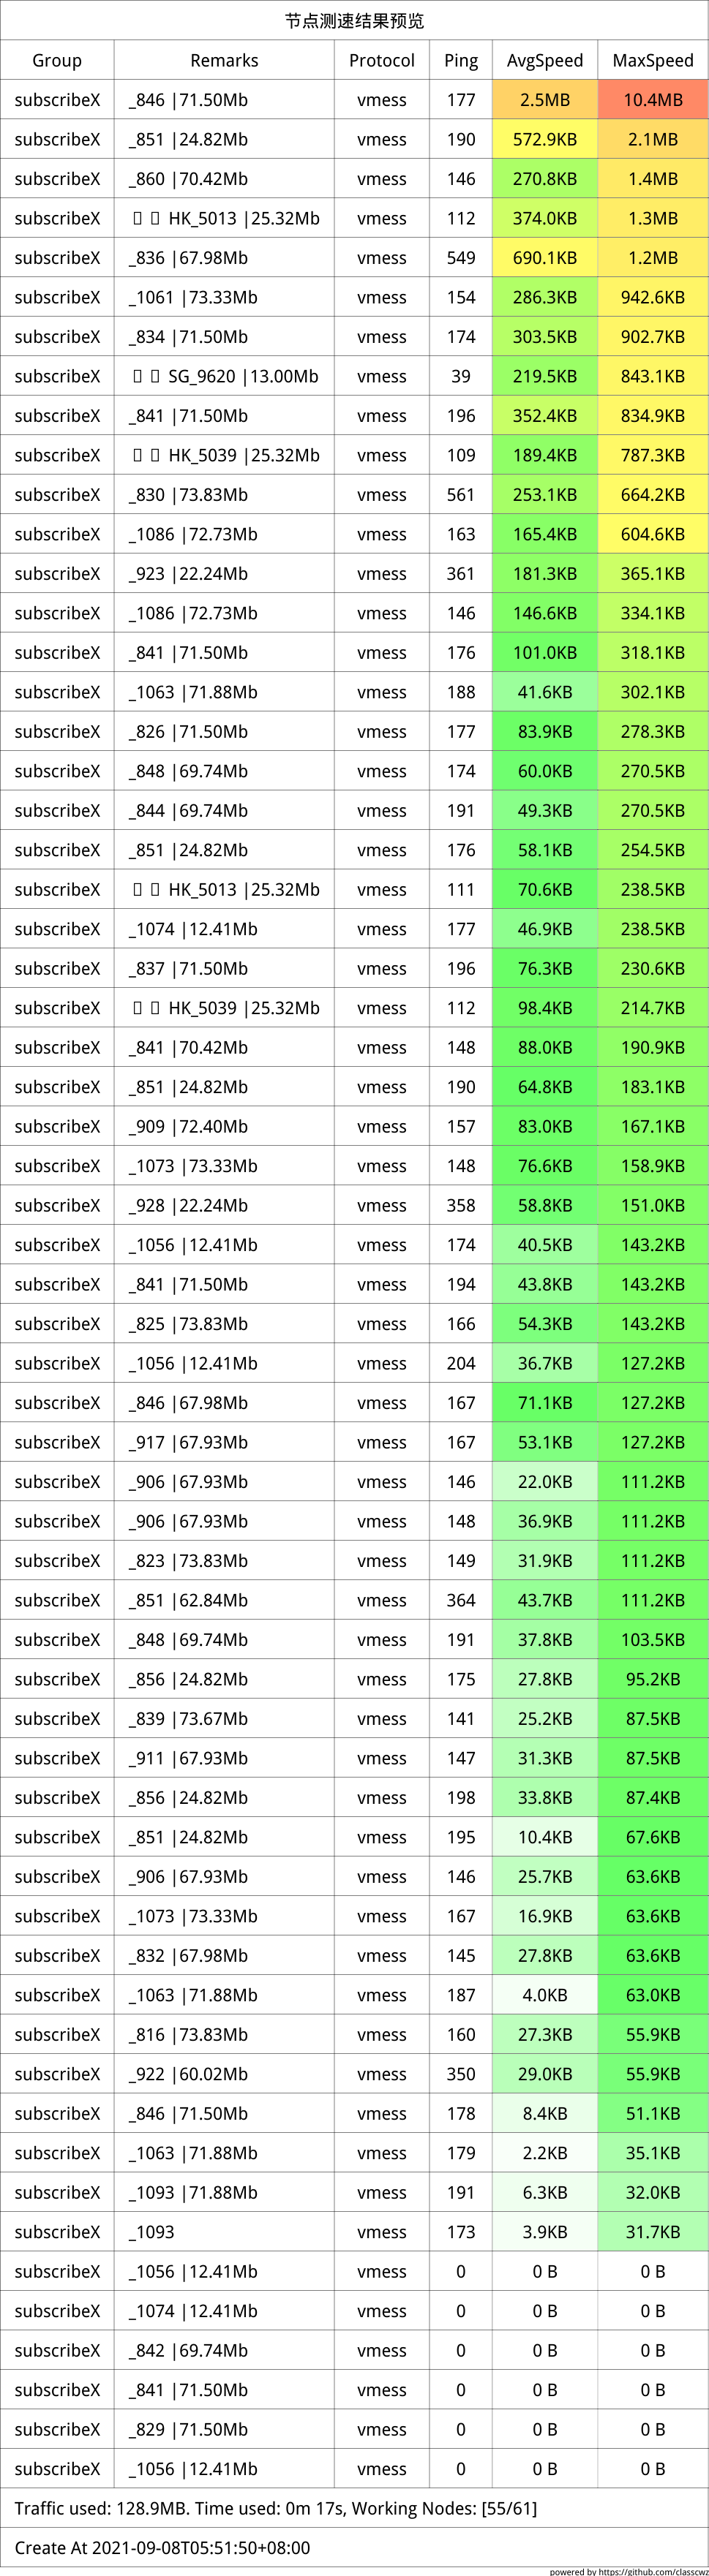 节点测速结果预览
Group Remarks Protocol Ping AvgSpeed MaxSpeed
subscribeX _846 |71.50Mb vmess 177 2.5MB 10.4MB
subscribeX _851 |24.82Mb vmess 190 572.9KB 2.1MB
subscribeX _860 |70.42Mb vmess 146 270.8KB 1.4MB
subscribeX HK_5013 |25.32Mb vmess 112 374.0KB 1.3MB
subscribeX _836 |67.98Mb vmess 549 690.1KB 1.2MB
subscribeX _1061 |73.33Mb vmess 154 286.3KB 942.6KB
subscribeX _834 |71.50Mb vmess 174 303.5KB 902.7KB
subscribeX SG_9620 |13.00Mb vmess 39 219.5KB 843.1KB
subscribeX _841 |71.50Mb vmess 196 352.4KB 834.9KB
subscribeX HK_5039 |25.32Mb vmess 109 189.4KB 787.3KB
subscribeX _830 |73.83Mb vmess 561 253.1KB 664.2KB
subscribeX _1086 |72.73Mb vmess 163 165.4KB 604.6KB
subscribeX _923 |22.24Mb vmess 361 181.3KB 365.1KB
subscribeX _1086 |72.73Mb vmess 146 146.6KB 334.1KB
subscribeX _841 |71.50Mb vmess 176 101.0KB 318.1KB
subscribeX _1063 |71.88Mb vmess 188 41.6KB 302.1KB
subscribeX _826 |71.50Mb vmess 177 83.9KB 278.3KB
subscribeX _848 |69.74Mb vmess 174 60.0KB 270.5KB
subscribeX _844 |69.74Mb vmess 191 49.3KB 270.5KB
subscribeX _851 |24.82Mb vmess 176 58.1KB 254.5KB
subscribeX HK_5013 |25.32Mb vmess 111 70.6KB 238.5KB
subscribeX _1074 |12.41Mb vmess 177 46.9KB 238.5KB
subscribeX _837 |71.50Mb vmess 196 76.3KB 230.6KB
subscribeX HK_5039 |25.32Mb vmess 112 98.4KB 214.7KB
subscribeX _841 |70.42Mb vmess 148 88.0KB 190.9KB
subscribeX _851 |24.82Mb vmess 190 64.8KB 183.1KB
subscribeX _909 |72.40Mb vmess 157 83.0KB 167.1KB
subscribeX _1073 |73.33Mb vmess 148 76.6KB 158.9KB
subscribeX _928 |22.24Mb vmess 358 58.8KB 151.0KB
subscribeX _1056 |12.41Mb vmess 174 40.5KB 143.2KB
subscribeX _841 |71.50Mb vmess 194 43.8KB 143.2KB
subscribeX _825 |73.83Mb vmess 166 54.3KB 143.2KB
subscribeX _1056 |12.41Mb vmess 204 36.7KB 127.2KB
subscribeX _846 |67.98Mb vmess 167 71.1KB 127.2KB
subscribeX _917 |67.93Mb vmess 167 53.1KB 127.2KB
subscribeX _906 |67.93Mb vmess 146 22.0KB 111.2KB
subscribeX _906 |67.93Mb vmess 148 36.9KB 111.2KB
subscribeX _823 |73.83Mb vmess 149 31.9KB 111.2KB
subscribeX _851 |62.84Mb vmess 364 43.7KB 111.2KB
subscribeX _848 |69.74Mb vmess 191 37.8KB 103.5KB
subscribeX _856 |24.82Mb vmess 175 27.8KB 95.2KB
subscribeX _839 |73.67Mb vmess 141 25.2KB 87.5KB
subscribeX _911 |67.93Mb vmess 147 31.3KB 87.5KB
subscribeX _856 |24.82Mb vmess 198 33.8KB 87.4KB
subscribeX _851 |24.82Mb vmess 195 10.4KB 67.6KB
subscribeX _906 |67.93Mb vmess 146 25.7KB 63.6KB
subscribeX _1073 |73.33Mb vmess 167 16.9KB 63.6KB
subscribeX _832 |67.98Mb vmess 145 27.8KB 63.6KB
subscribeX _1063 |71.88Mb vmess 187 4.0KB 63.0KB
subscribeX _816 |73.83Mb vmess 160 27.3KB 55.9KB
subscribeX _922 |60.02Mb vmess 350 29.0KB 55.9KB
subscribeX _846 |71.50Mb vmess 178 8.4KB 51.1KB
subscribeX _1063 |71.88Mb vmess 179 2.2KB 35.1KB
subscribeX _1093 |71.88Mb vmess 191 6.3KB 32.0KB
subscribeX _1093 vmess 173 3.9KB 31.7KB
subscribeX _1056 |12.41Mb vmess 0 0 B 0 B
subscribeX _1074 |12.41Mb vmess 0 0 B 0 B
subscribeX _842 |69.74Mb vmess 0 0 B 0 B
subscribeX _841 |71.50Mb vmess 0 0 B 0 B
subscribeX _829 |71.50Mb vmess 0 0 B 0 B
subscribeX _1056 |12.41Mb vmess 0 0 B 0 B
Traffic used: 128.9MB. Time used: 0m 17s, Working Nodes: [55/61]
Create At 2021-09-08T05:51:50+08:00
powered by https://github.com/classcwz